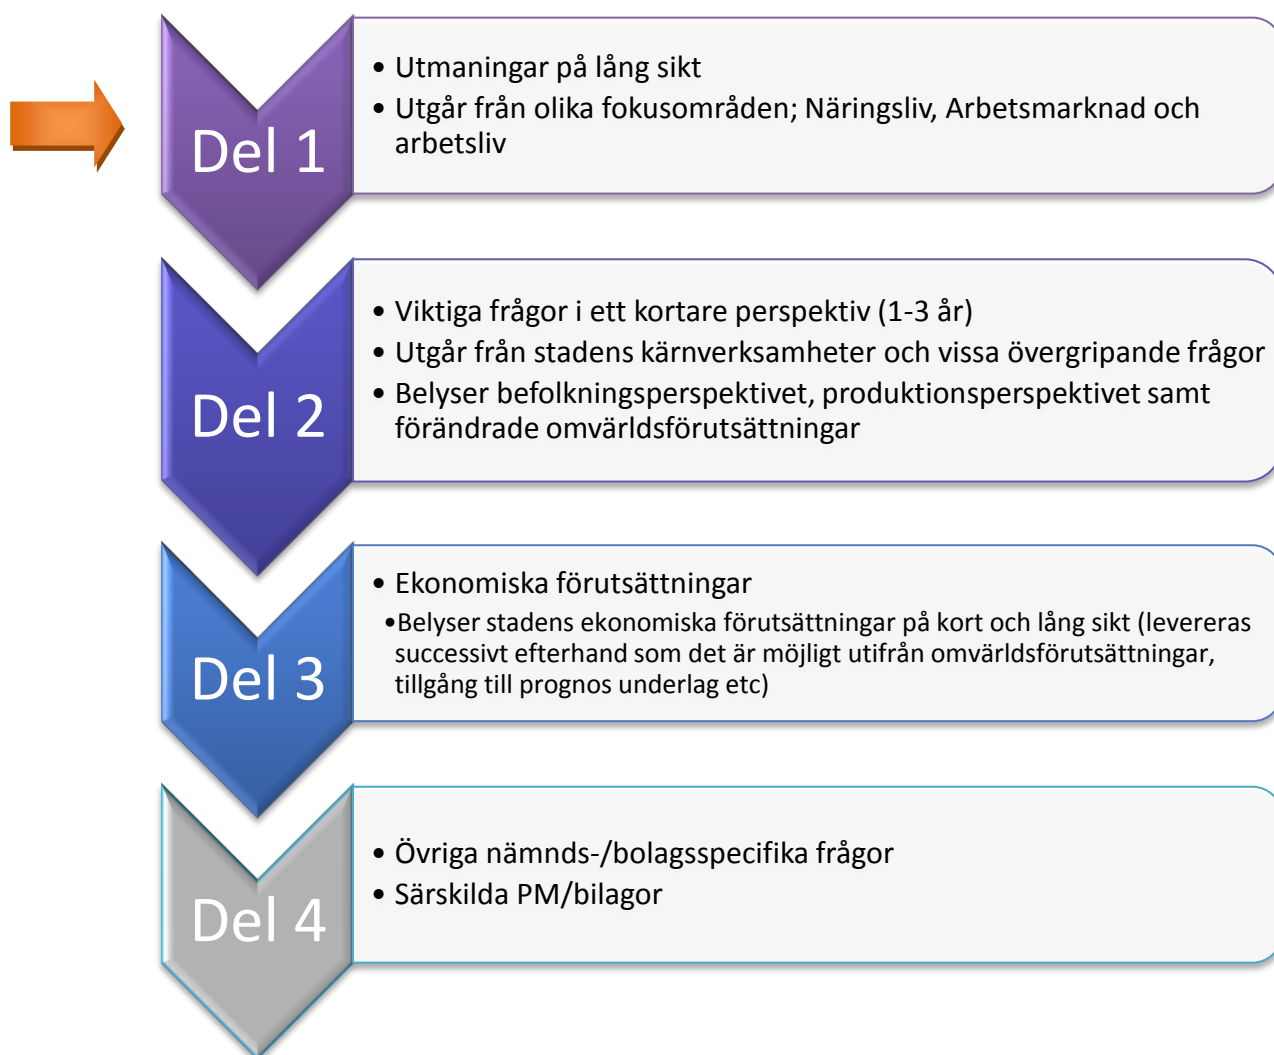 Del 1
• Utmaningar på lång sikt
• Utgår från olika fokusområden; Näringsliv, Arbetsmarknad och
arbetsliv
Del 2
• Viktiga frågor i ett kortare perspektiv (1-3 år)
• Utgår från stadens kärnverksamheter och vissa övergripande frågor
• Belyser befolkningsperspektivet, produktionsperspektivet samt
förändrade omvärldsförutsättningar
Del 3
• Ekonomiska förutsättningar
•Belyser stadens ekonomiska förutsättningar på kort och lång sikt (levereras
successivt efterhand som det är möjligt utifrån omvärldsförutsättningar,
tillgång till prognos underlag etc)
Del 4
• Övriga nämnds-/bolagsspecifika frågor
• Särskilda PM/bilagor